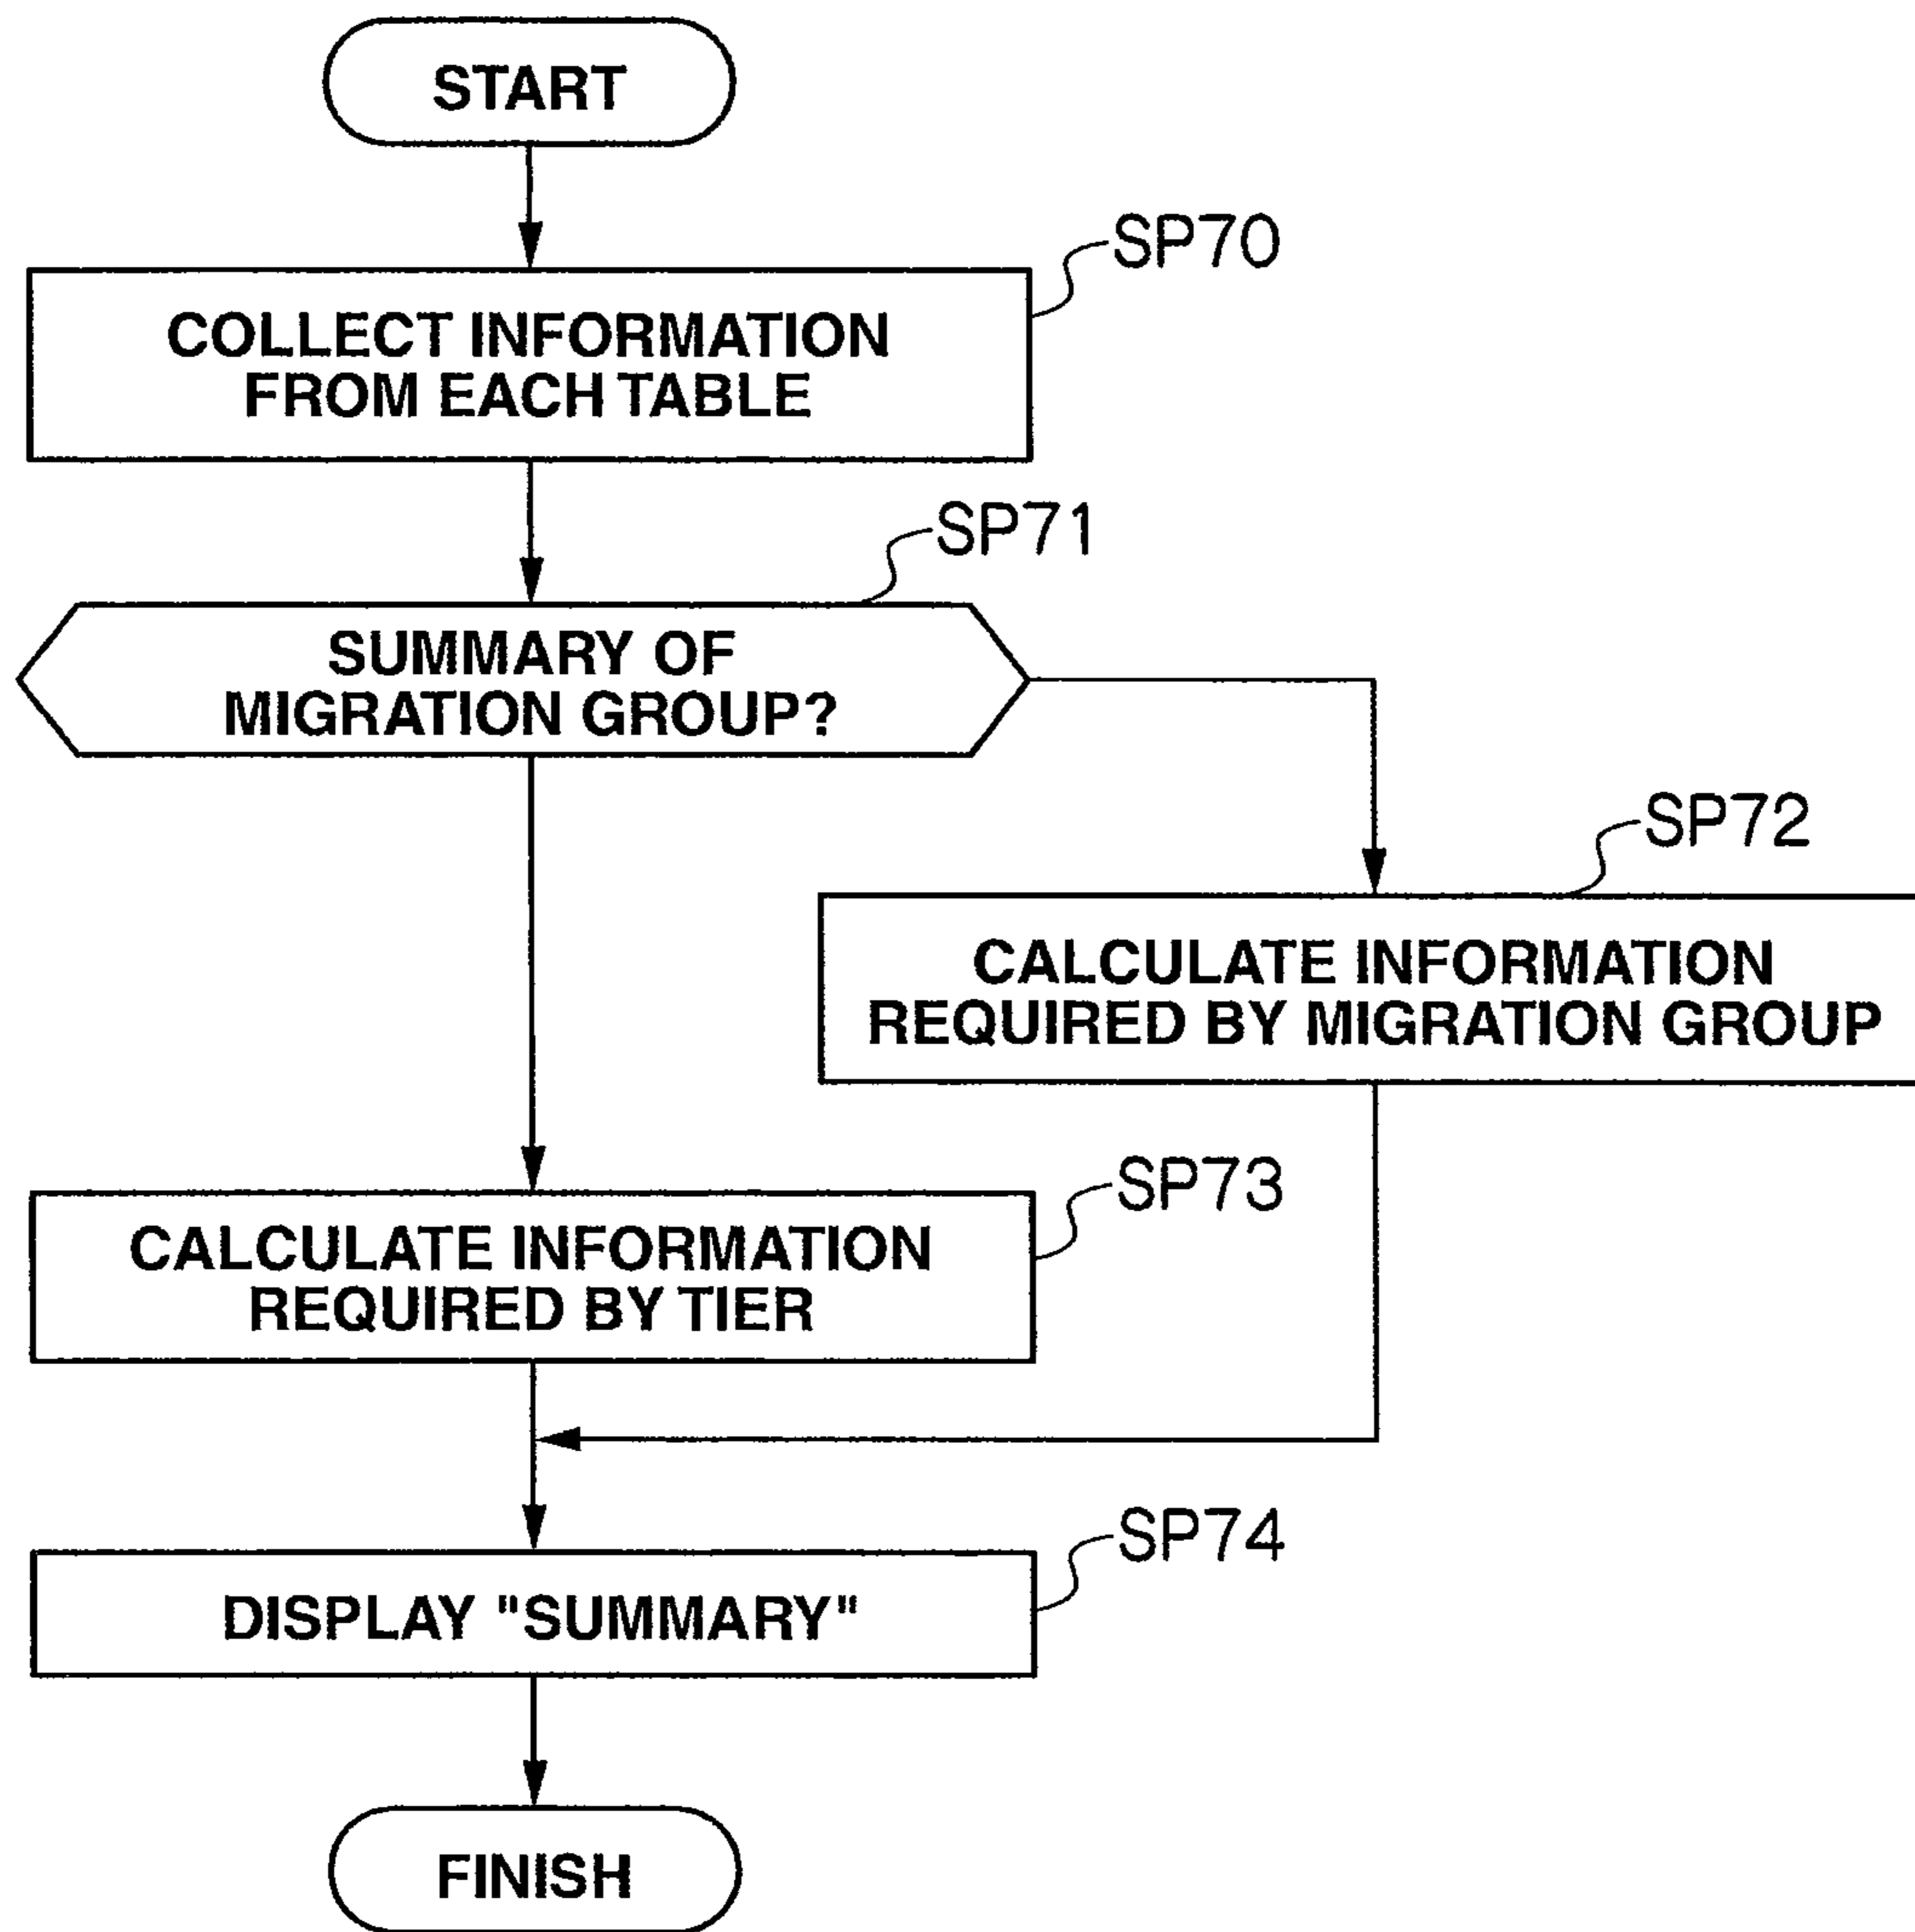 START
SP70
COLLECT INFORMATION
FROM EACH TABLE
SP71
SUMMARY OF
MIGRATION GROUP?
SP72
CALCULATE INFORMATION
REQUIRED BY MIGRATION GROUP
SP73
CALCULATE INFORMATION
REQUIRED BY TIER
SP74
DISPLAY "SUMMARY"
FINISH